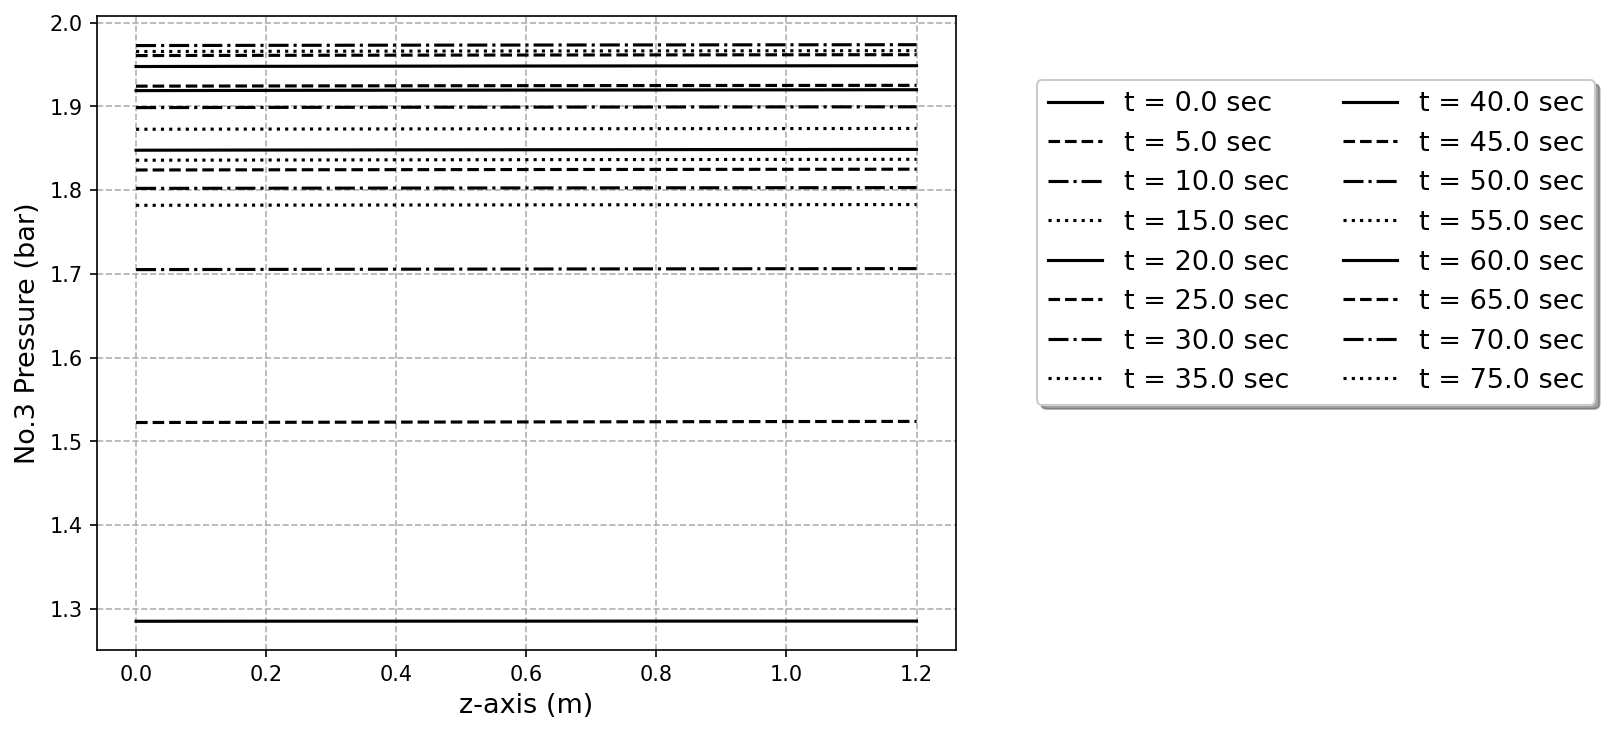 2.0
1.9
1.8
1.7
1.6
1.5
1.4
1.3
No.3 Pressure (bar)
0.0 0.2 0.4 0.6 0.8 1.0 1.2
z-axis (m)
t = 0.0 sec
t = 5.0 sec
t = 10.0 sec
t = 15.0 sec
t = 20.0 sec
t = 25.0 sec
t = 30.0 sec
t = 35.0 sec
t = 40.0 sec
t = 45.0 sec
t = 50.0 sec
t = 55.0 sec
t = 60.0 sec
t = 65.0 sec
t = 70.0 sec
t = 75.0 sec